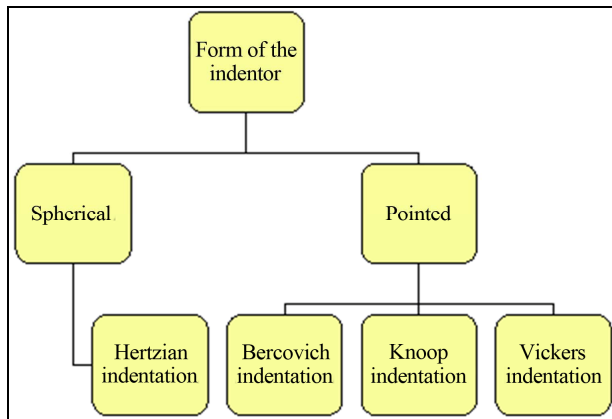 Form of the
indentor
Spherical
Pointed
Hertzian
indentation
Bercovich
indentation
Knoop
indentation
Vickers
indentation